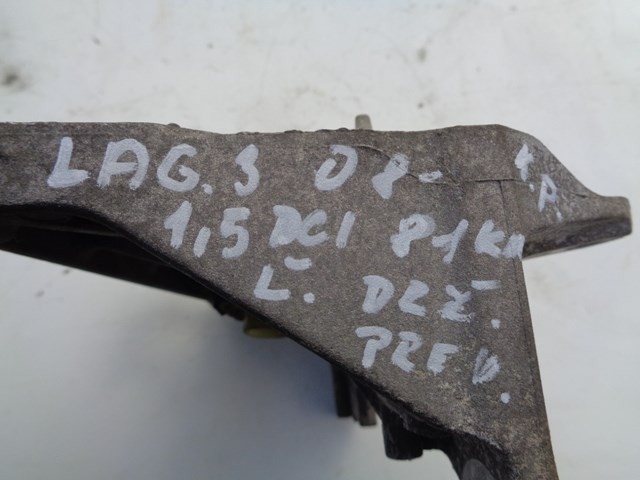 LAG. 3 08-
1,5 DCI 81KW
Ľ. DRŽ.
PREV.